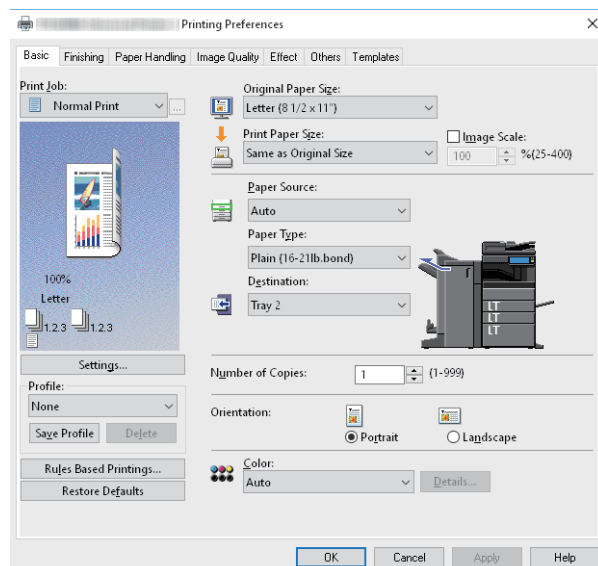 Printing Preferences
Basic Finishing Paper Handling Image Quality Effect Others Templates
Print Job:
Normal Print
...
100%
Letter
1.2.3 1.2.3
Settings...
Profile:
None
Save Profile Delete
Rules Based Printings...
Restore Defaults
Original Paper Size:
Letter (8 1/2 x 11")
Print Paper Size:
Same as Original Size
Image Scale:
100 %(25-400)
Paper Source:
Auto
Paper Type:
Plain (16-21lb.bond)
Destination:
Tray 2
LT
LT
LT
Number of Copies: 1 (1-999)
Orientation:
Portrait Landscape
Color:
Auto Details...
OK Cancel Apply Help